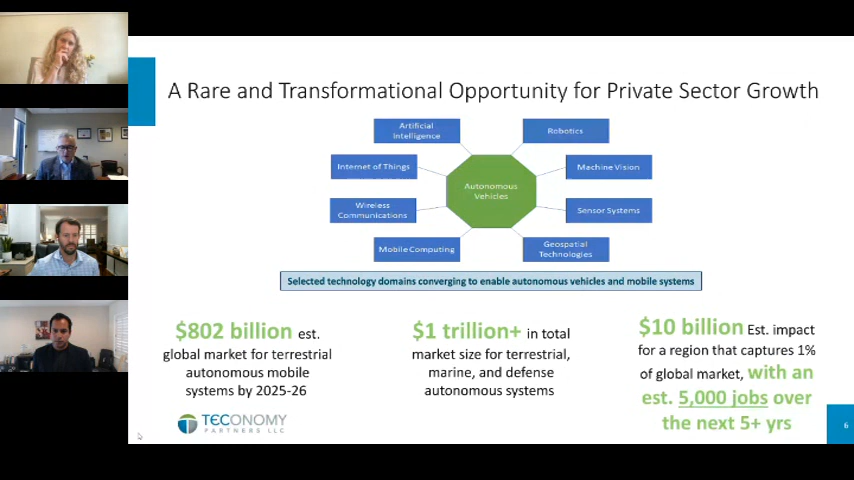 A Rare and Transformational Opportunity for Private Sector Growth
Artificial
Intelligence
Robotics
Internet of Things
Machine Vision
Autonomous
Vehicles
Wireless
Communications
Sensor Systems
Mobile Computing
Geospatial
Technologies
Selected technology domains converging to enable autonomous vehicles and mobile systems
$802 billion est.
global market for terrestrial
autonomous mobile
systems by 2025-26
$1 trillion+ in total
market size for terrestrial,
marine, and defense
autonomous systems
$10 billion Est. impact
for a region that captures 1%
of global market, with an
est. 5,000 jobs over
the next 5+ yrs
TECONOMY
PARTNERS LLC
6